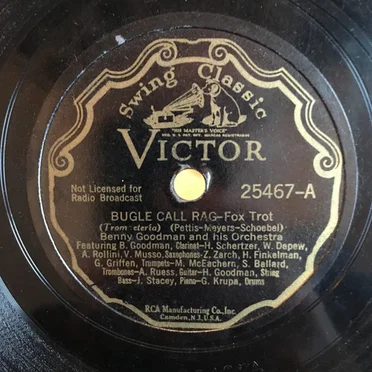 Swing Classic
"HIS MASTER'S VOICE"
VICTOR
Not Licensed for
Radio Broadcast
25467-A
BUGLE CALL RAG-Fox Trot
(Pettis-Meyers-Schoebel)
Benny Goodman and his Orchestra
Featuring B. Goodman, Clarinet-H. Schertzer, W. Depew,
A. Rollini, V. Musso, Saxophones-Z. Zarch, H. Finkelman,
G. Griffen, Trumpets-M. McEachern, S. Ballard,
Trombones-A. Ruess, Guitar-H. Goodman, String
Bass-J. Stacey, Piano-G. Krupa, Drums
RCA Manufacturing Co., Inc.
Camden, N.J., U.S.A.